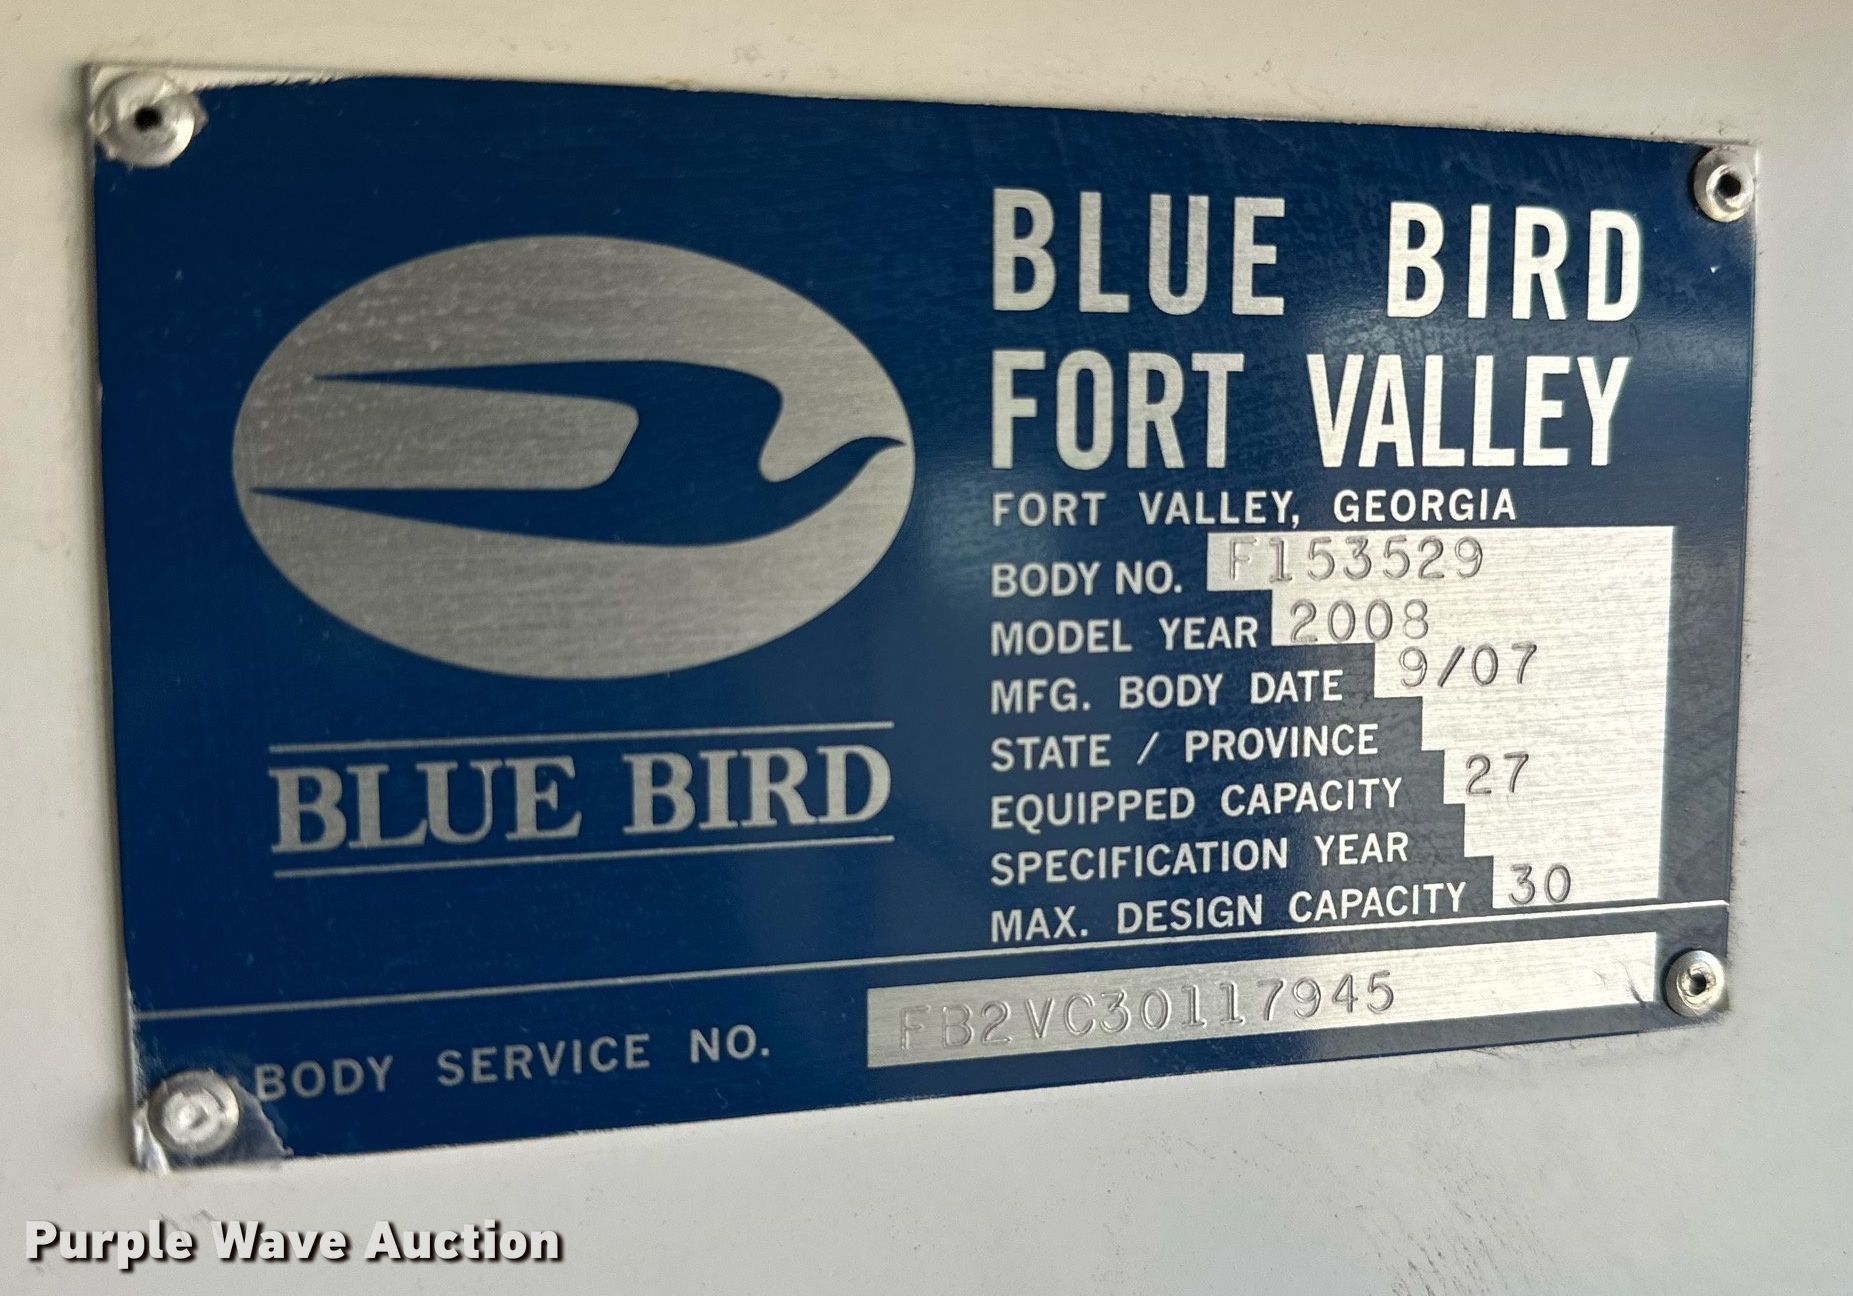 BLUE BIRD
FORT VALLEY
FORT VALLEY, GEORGIA
BODY NO. F153529
MODEL YEAR 2008
MFG. BODY DATE 9/07
STATE / PROVINCE
EQUIPPED CAPACITY 27
SPECIFICATION YEAR
MAX. DESIGN CAPACITY 30
BLUE BIRD
BODY SERVICE NO. FB2VC30117945
Purple Wave Auction